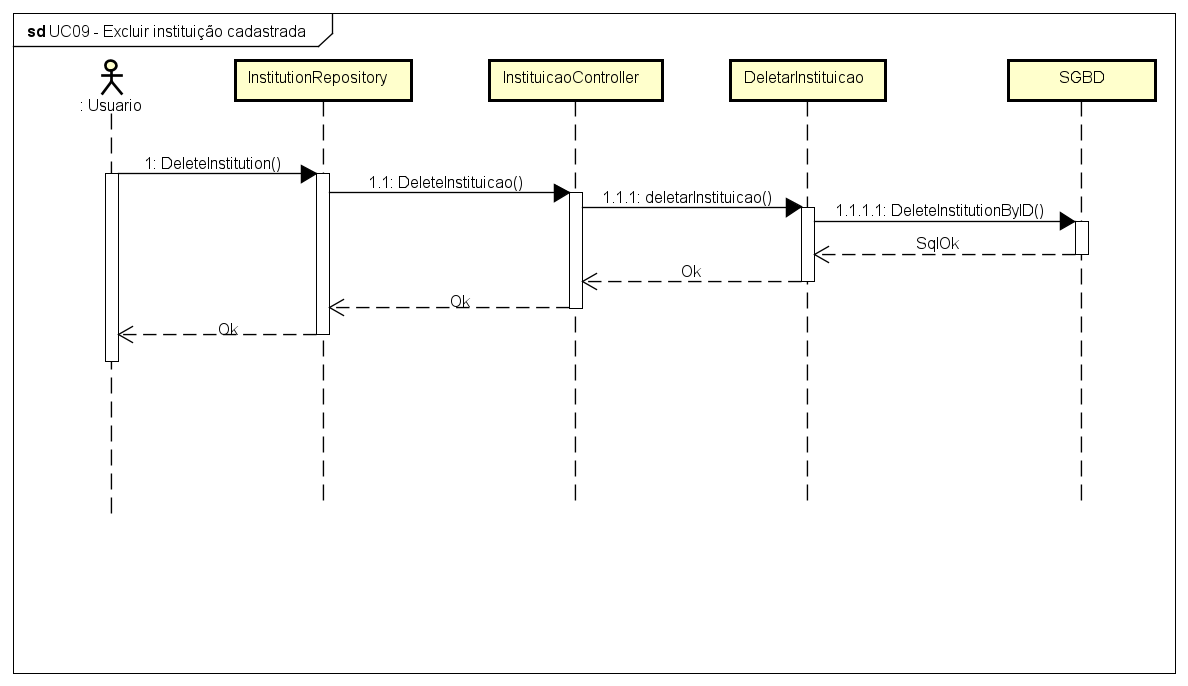 sd UC09 - Excluir instituição cadastrada
: Usuario
InstitutionRepository
InstituicaoController
DeletarInstituicao
SGBD
1: DeleteInstitution()
1.1: DeleteInstituicao()
1.1.1: deletarInstituicao()
1.1.1.1: DeleteInstitutionByID()
SqlOk
Ok
Ok
Ok